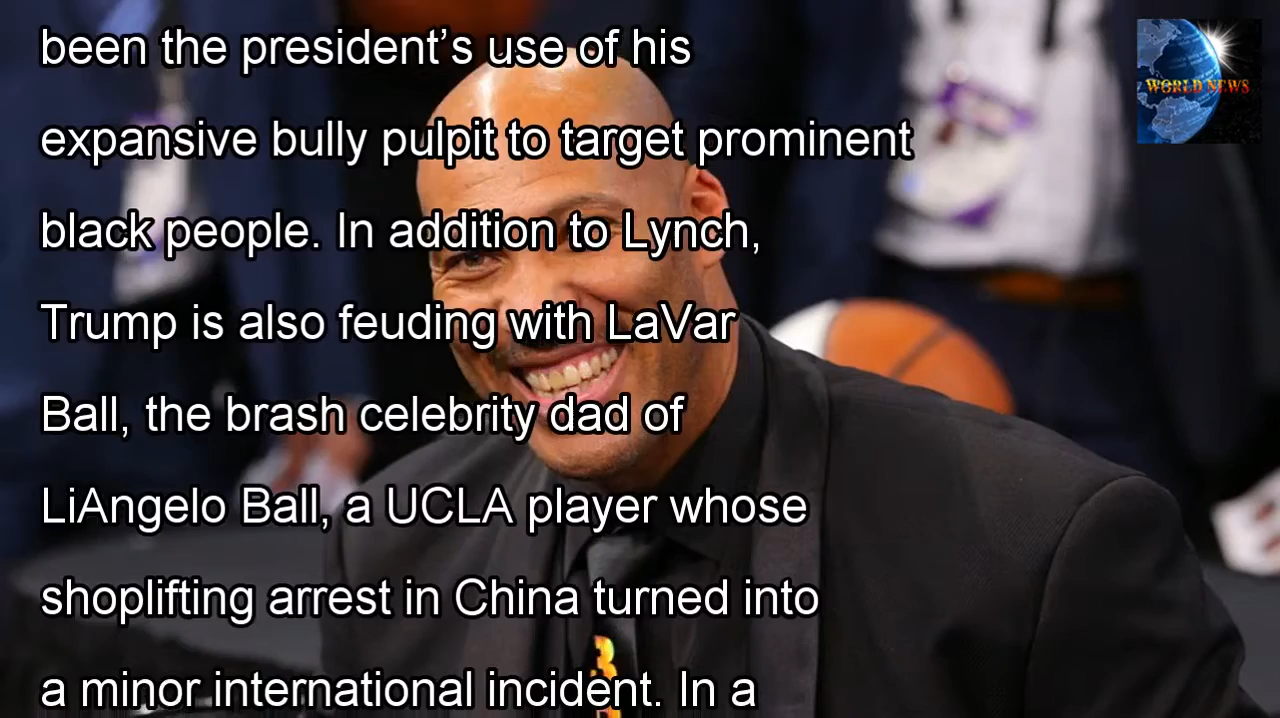 been the president’s use of his
WORLD NEWS
expansive bully pulpit to target prominent
black people. In addition to Lynch,
Trump is also feuding with LaVar
Ball, the brash celebrity dad of
LiAngelo Ball, a UCLA player whose
shoplifting arrest in China turned into
a minor international incident. In a